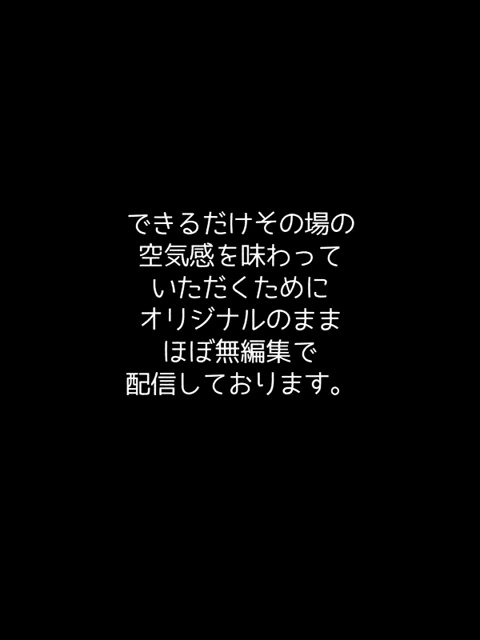 できるだけその場の
空気感を味わって
いただくために
オリジナルのまま
ほぼ無編集で
配信しております。